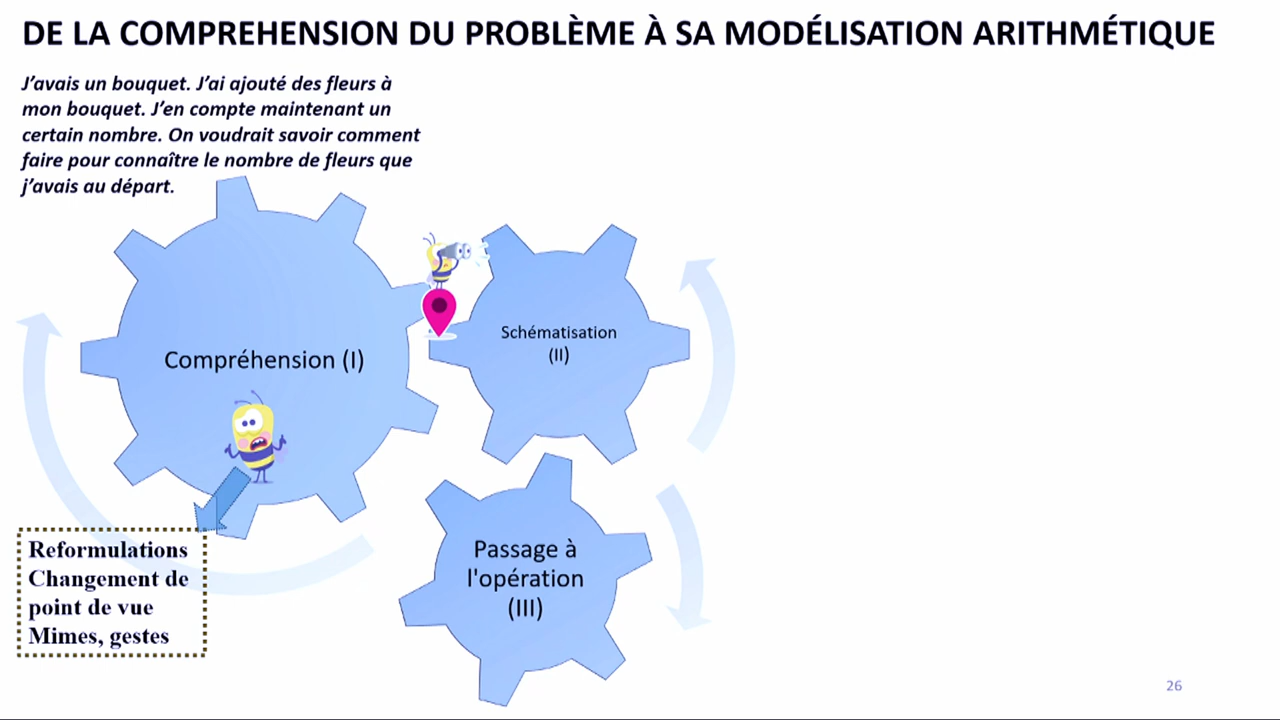 DE LA COMPREHENSION DU PROBLÈME À SA MODÉLISATION ARITHMÉTIQUE
J'avais un bouquet. J'ai ajouté des fleurs à
mon bouquet. J'en compte maintenant un
certain nombre. On voudrait savoir comment
faire pour connaître le nombre de fleurs que
j'avais au départ.
Schématisation
(II)
Compréhension (I)
Passage à
l'opération
(III)
Reformulations
Changement de
point de vue
Mimes, gestes
26